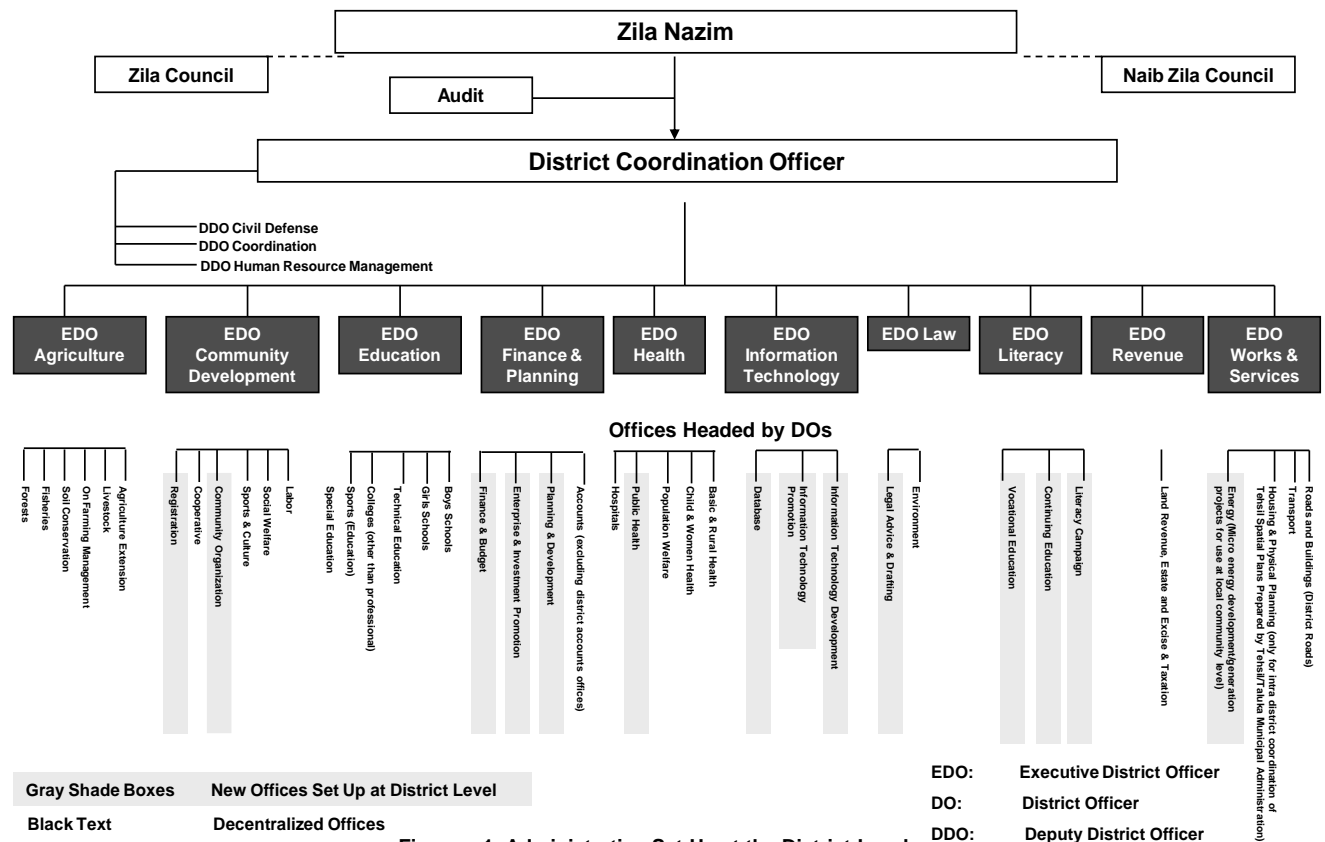 Zila Nazim
Zila Council
Naib Zila Council
Audit
District Coordination Officer
DDO Civil Defense
DDO Coordination
DDO Human Resource Management
EDO
Agriculture
EDO
Community
Development
EDO
Education
EDO
Finance &
Planning
EDO
Health
EDO
Information
Technology
EDO Law
EDO
Literacy
EDO
Revenue
EDO
Works &
Services
Offices Headed by DOs
Forests
Fisheries
Soil Conservation
On Farming Management
Livestock
Agriculture Extension
Registration
Cooperative
Community Organization
Sports & Culture
Social Welfare
Labor
Special Education
Sports (Education)
Colleges (other than professional)
Technical Education
Girls Schools
Boys Schools
Finance & Budget
Enterprise & Investment Promotion
Planning & Development
Accounts (excluding district accounts offices)
Hospitals
Public Health
Population Welfare
Child & Women Health
Basic & Rural Health
Database
Information Technology
Promotion
Information Technology Development
Legal Advice & Drafting
Environment
Vocational Education
Continuing Education
Literacy Campaign
Land Revenue, Estate and Excise & Taxation
Energy (Micro energy development/generation
projects for use at local community level)
Housing & Physical Planning (only for intra district coordination of
Tehsil Spatial Plans Prepared by Tehsil/Taluka Municipal Administration)
Transport
Roads and Buildings (District Roads)
Gray Shade Boxes New Offices Set Up at District Level
Black Text Decentralized Offices
EDO: Executive District Officer
DO: District Officer
DDO: Deputy District Officer